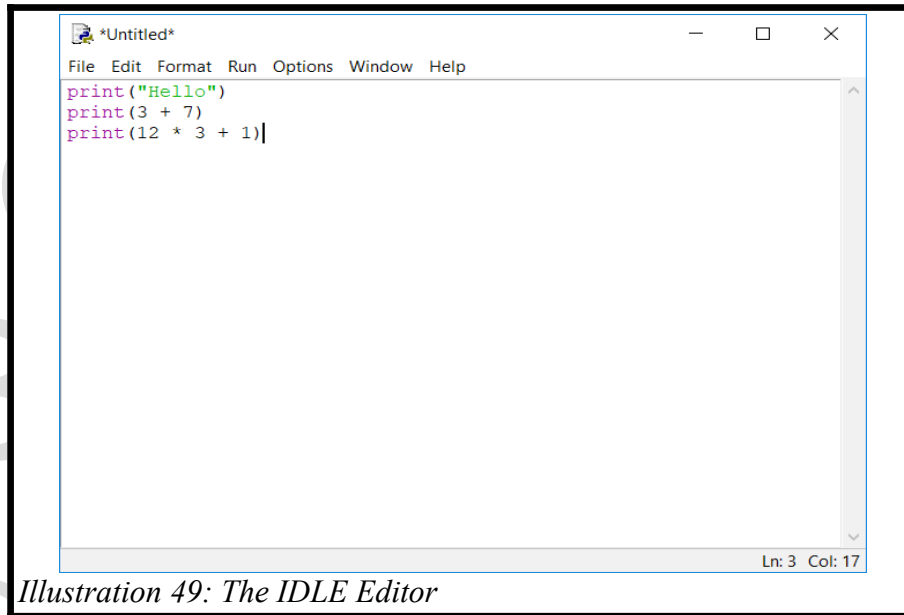 *Untitled*
File Edit Format Run Options Window Help
print("Hello")
print(3 + 7)
print(12 * 3 + 1)
Ln: 3 Col: 17
Illustration 49: The IDLE Editor